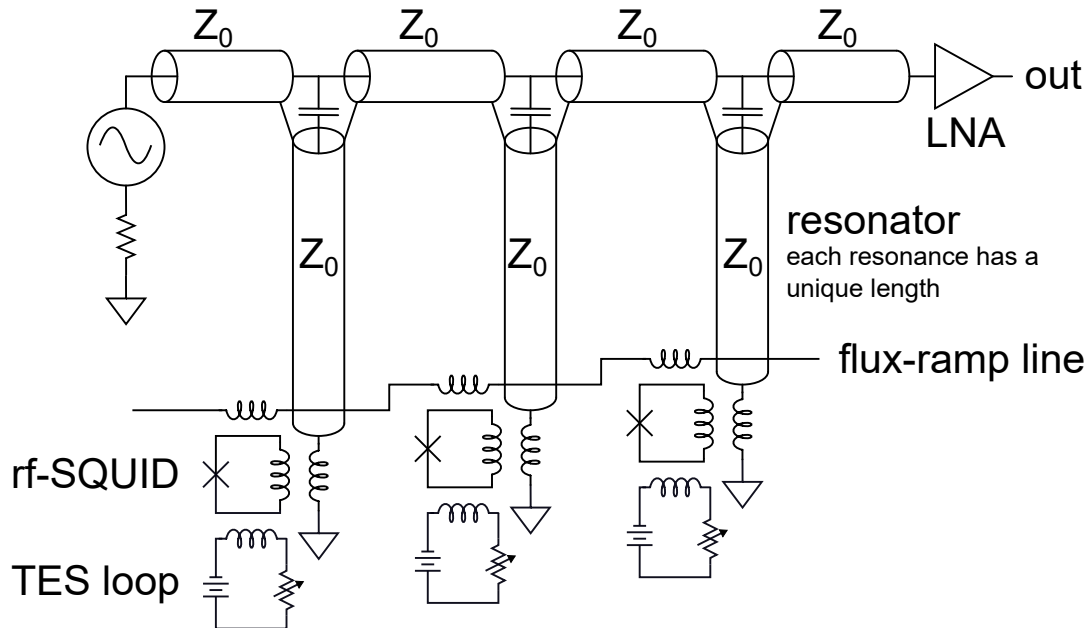 Z₀ Z₀ Z₀ Z₀
out
LNA
resonator
each resonance has a
unique length
Z₀ Z₀ Z₀
flux-ramp line
rf-SQUID
TES loop